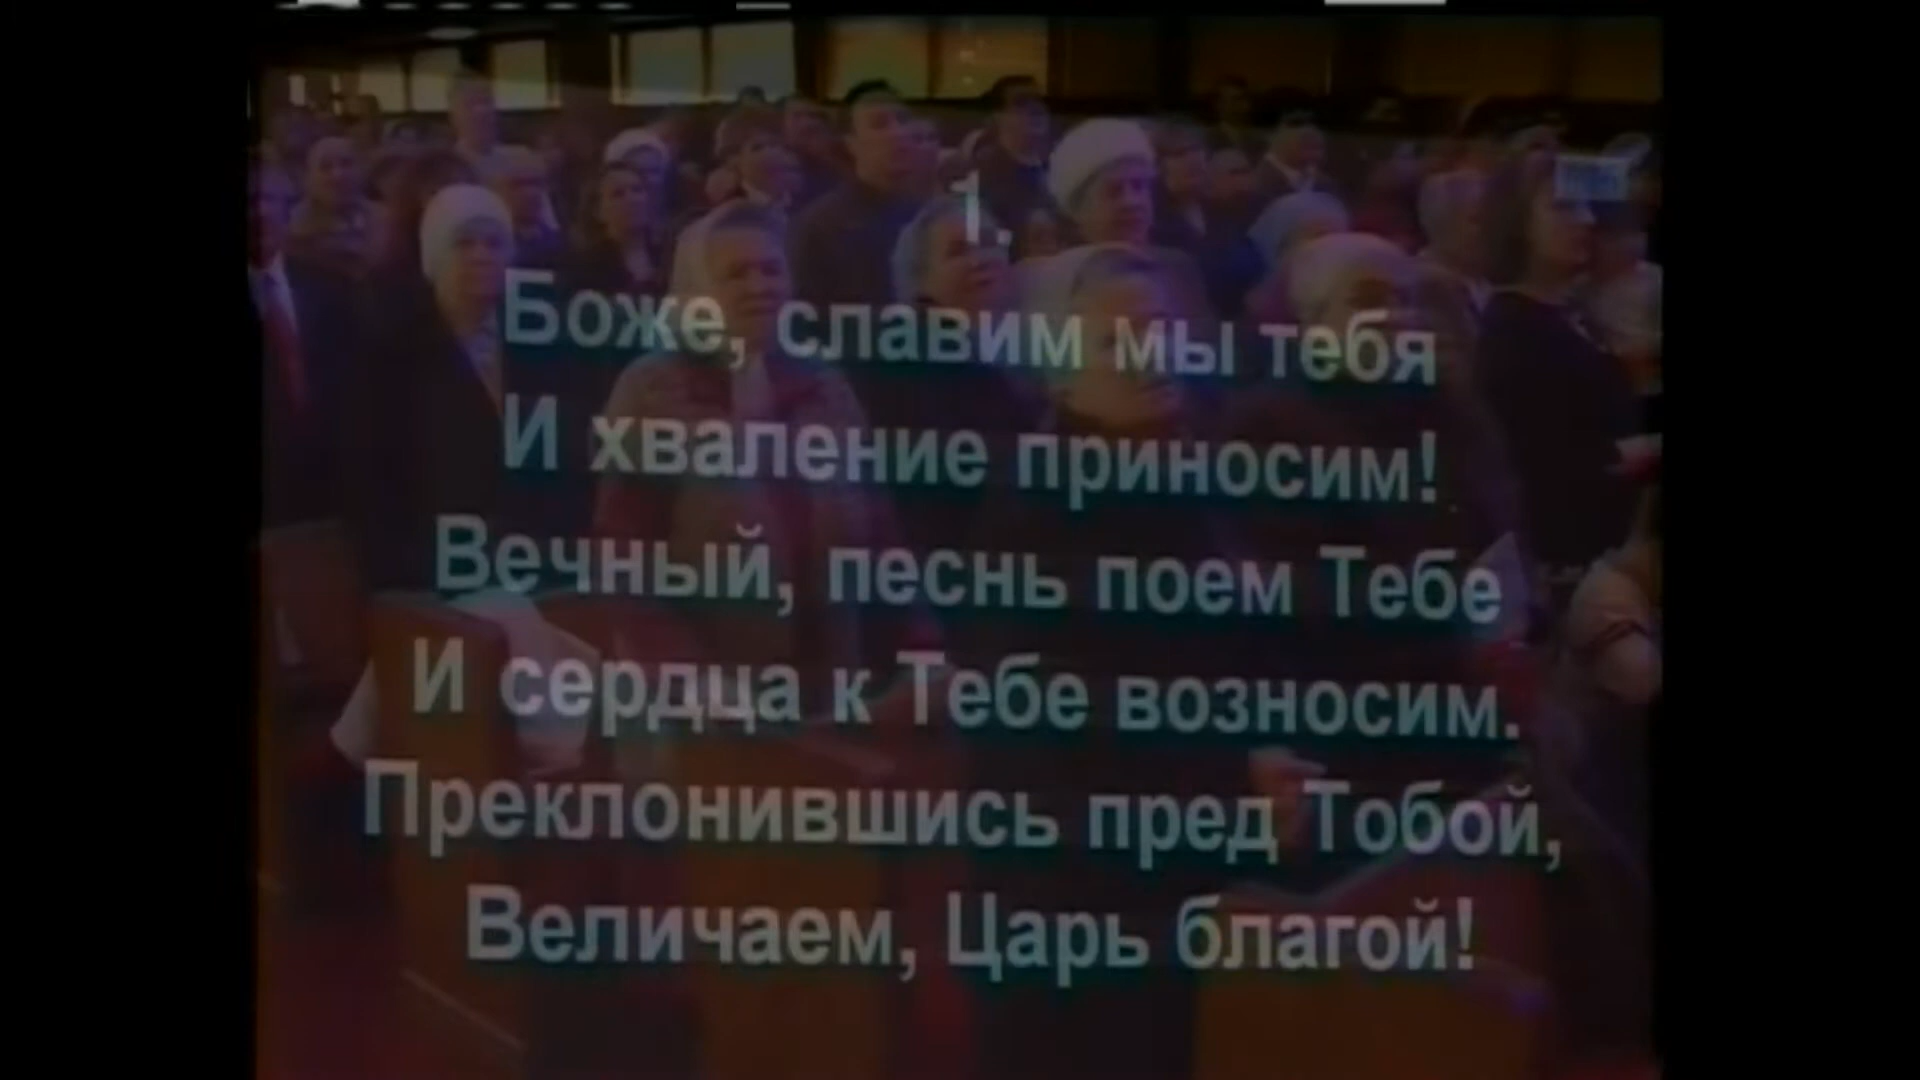 1.
Боже, славим мы тебя
И хваление приносим!
Вечный, песнь поем Тебе
И сердца к Тебе возносим.
Преклонившись пред Тобой,
Величаем, Царь благой!